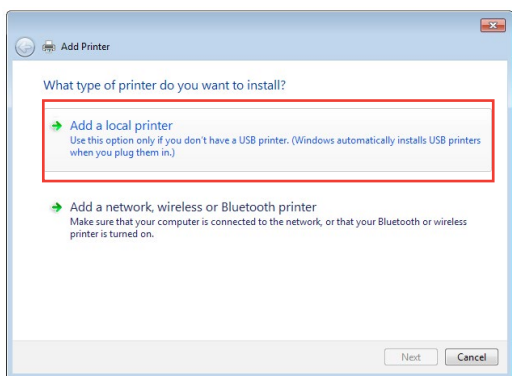 Add Printer
What type of printer do you want to install?
Add a local printer
Use this option only if you don't have a USB printer. (Windows automatically installs USB printers
when you plug them in.)
Add a network, wireless or Bluetooth printer
Make sure that your computer is connected to the network, or that your Bluetooth or wireless
printer is turned on.
Next Cancel